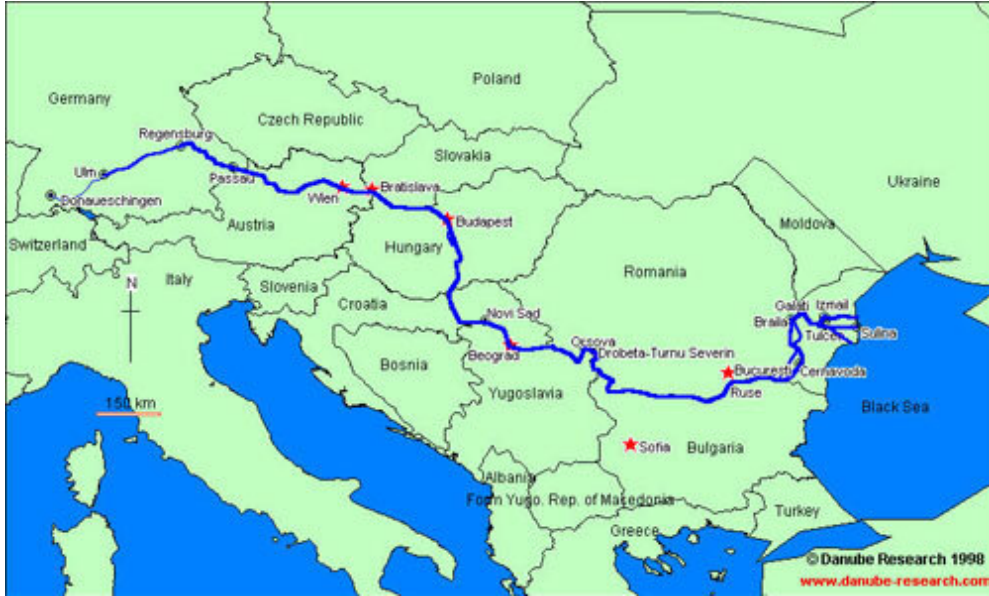 Poland
Germany
Czech Republic
Regensburg
Slovakia
Ulm
Passau
Ukraine
Wien
Bratislava
Donaueschingen
Budapest
Moldova
Austria
Switzerland
Hungary
Romania
Italy
N
Slovenia
Croatia
Novi Sad
Galati
Izmail
Braila
Tulcea
Sulina
Orsova
Beograd
Drobeta-Turnu Severin
Bosnia
Bucuresti
Cernavoda
Yugoslavia
Ruse
150 km
Black Sea
Sofia
Bulgaria
Albania
Form Yugo. Rep. of Macedonia
Turkey
Greece
© Danube Research 1998
www.danube-research.com